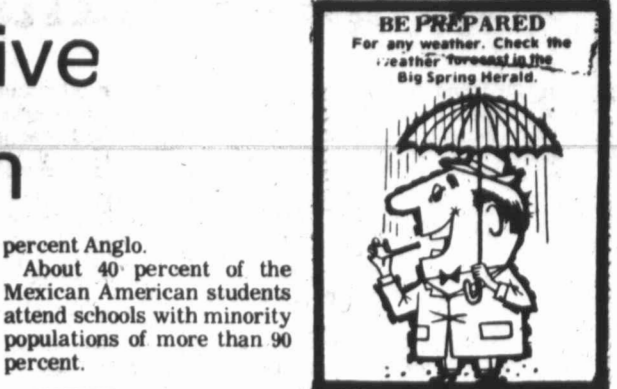 ive
n
percent Anglo.
About 40 percent of the
Mexican American students
attend schools with minority
populations of more than 90
percent.
BE PREPARED
For any weather. Check the
weather forecast in the
Big Spring Herald.